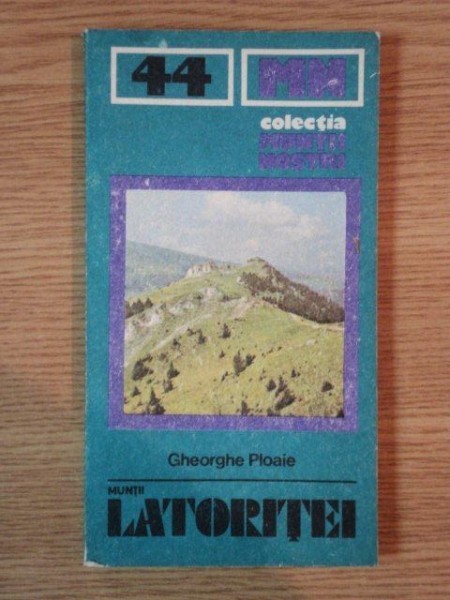 44
MN
colecția
MUNȚII
NOȘTRI
Gheorghe Ploaie
MUNȚII
LATORIȚEI